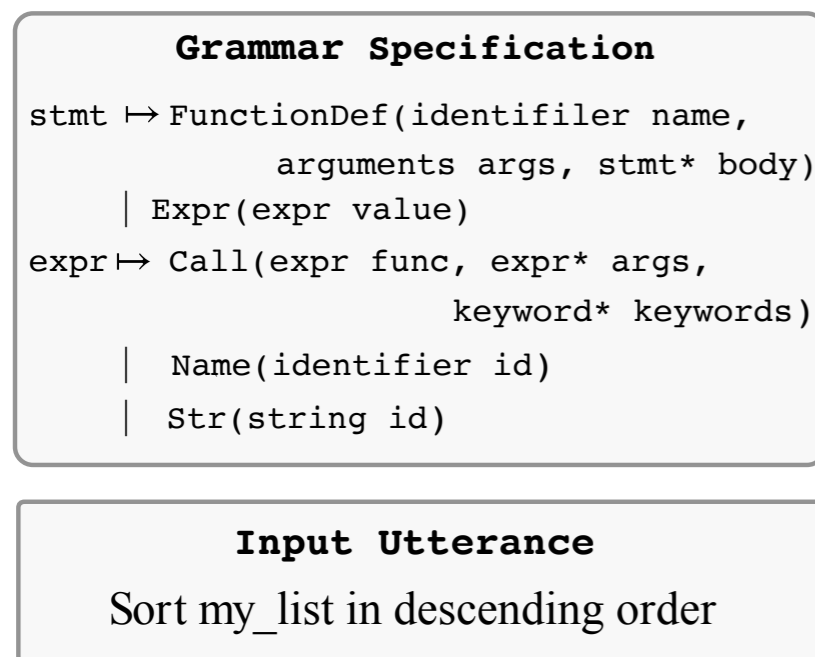 Grammar Specification
stmt ↦ FunctionDef(identifiler name,
arguments args, stmt* body)
| Expr(expr value)
expr ↦ Call(expr func, expr* args,
keyword* keywords)
| Name(identifier id)
| Str(string id)
Input Utterance
Sort my_list in descending order